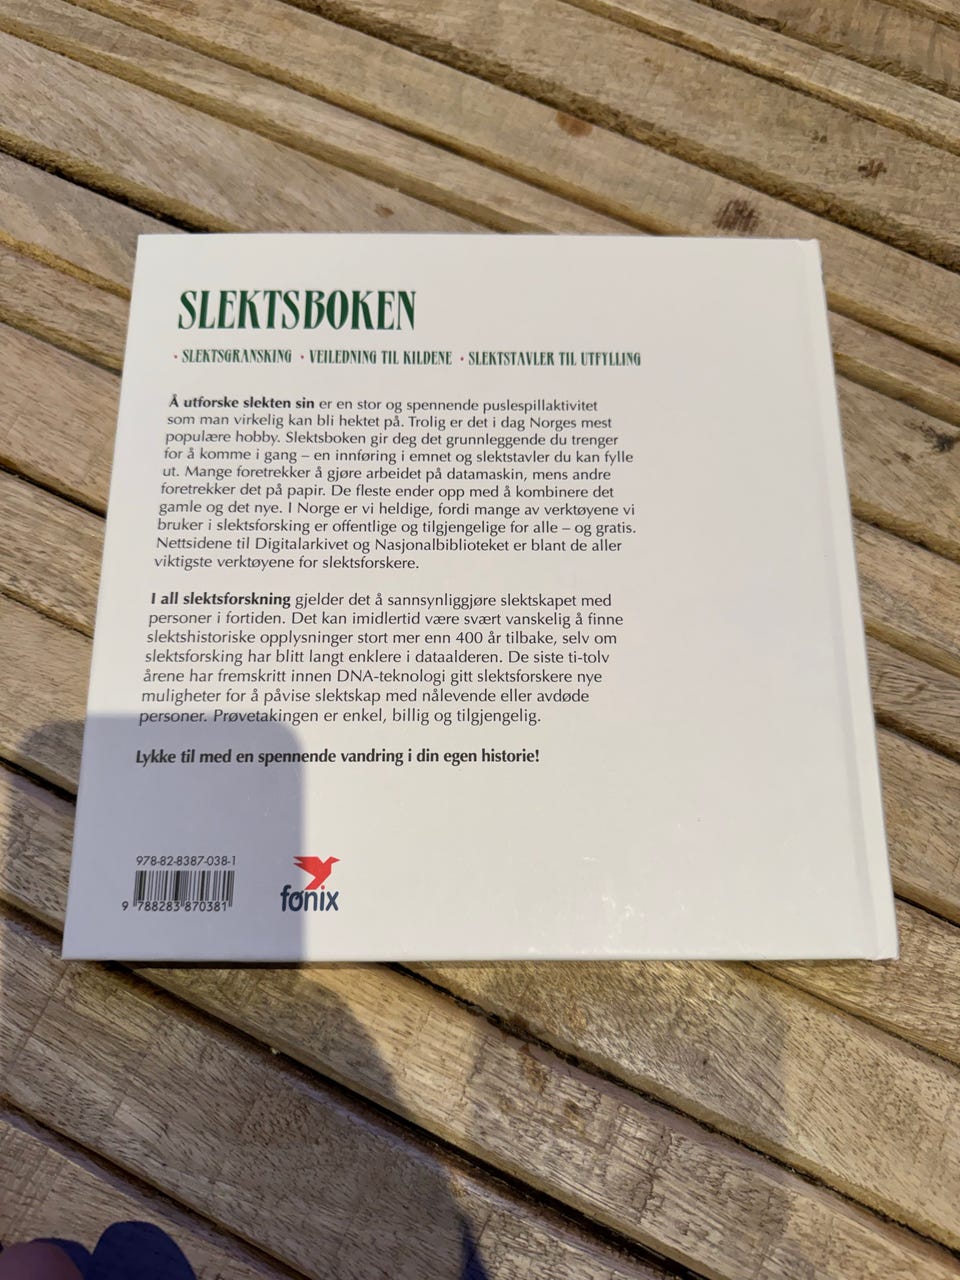 SLEKTSBOKEN
• SLEKTSGRANSKING • VEILEDNING TIL KILDENE • SLEKTSTAVLER TIL UTFYLLING
Å utforske slekten sin er en stor og spennende puslespillaktivitet
som man virkelig kan bli hektet på. Trolig er det i dag Norges mest
populære hobby. Slektsboken gir deg det grunnleggende du trenger
for å komme i gang – en innføring i emnet og slektstavler du kan fylle
ut. Mange foretrekker å gjøre arbeidet på datamaskin, mens andre
foretrekker det på papir. De fleste ender opp med å kombinere det
gamle og det nye. I Norge er vi heldige, fordi mange av verktøyene vi
bruker i slektsforsking er offentlige og tilgjengelige for alle – og gratis.
Nettsidene til Digitalarkivet og Nasjonalbiblioteket er blant de aller
viktigste verktøyene for slektsforskere.
I all slektsforskning gjelder det å sannsynliggjøre slektskapet med
personer i fortiden. Det kan imidlertid være svært vanskelig å finne
slektshistoriske opplysninger stort mer enn 400 år tilbake, selv om
slektsforsking har blitt langt enklere i dataalderen. De siste ti-tolv
årene har fremskritt innen DNA-teknologi gitt slektsforskere nye
muligheter for å påvise slektskap med nålevende eller avdøde
personer. Prøvetakingen er enkel, billig og tilgjengelig.
Lykke til med en spennende vandring i din egen historie!
978-82-8387-038-1
9 788283 870381
fønix